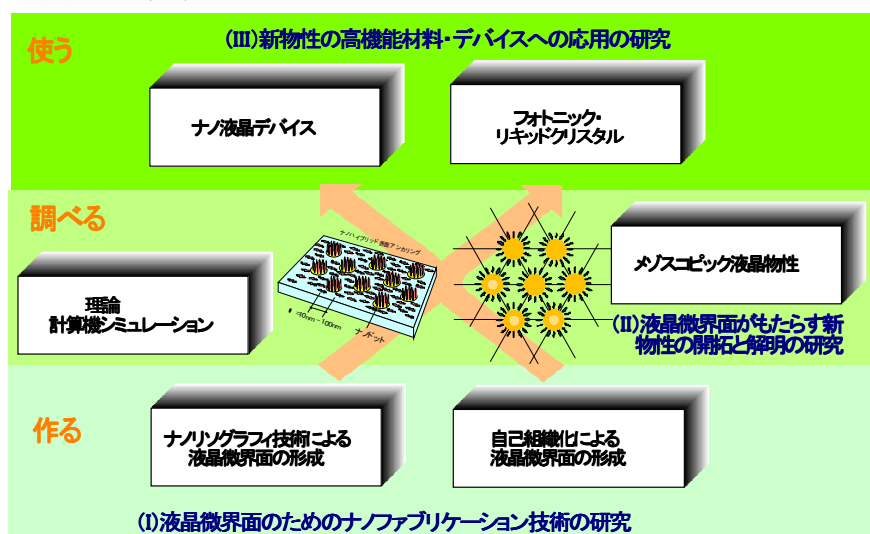 使う
(III)新物性の高機能材料・デバイスへの応用の研究
ナノ液晶デバイス
フォトニック・
リキッドクリスタル
調べる
理論
計算機シミュレーション
ナノハイブリッド表面アンカリング
10nm~100nm
ナノドット
メゾスコピック液晶物性
(II)液晶微界面がもたらす新
物性の開拓と解明の研究
作る
ナノリソグラフィ技術による
液晶微界面の形成
自己組織化による
液晶微界面の形成
(I)液晶微界面のためのナノファブリケーション技術の研究